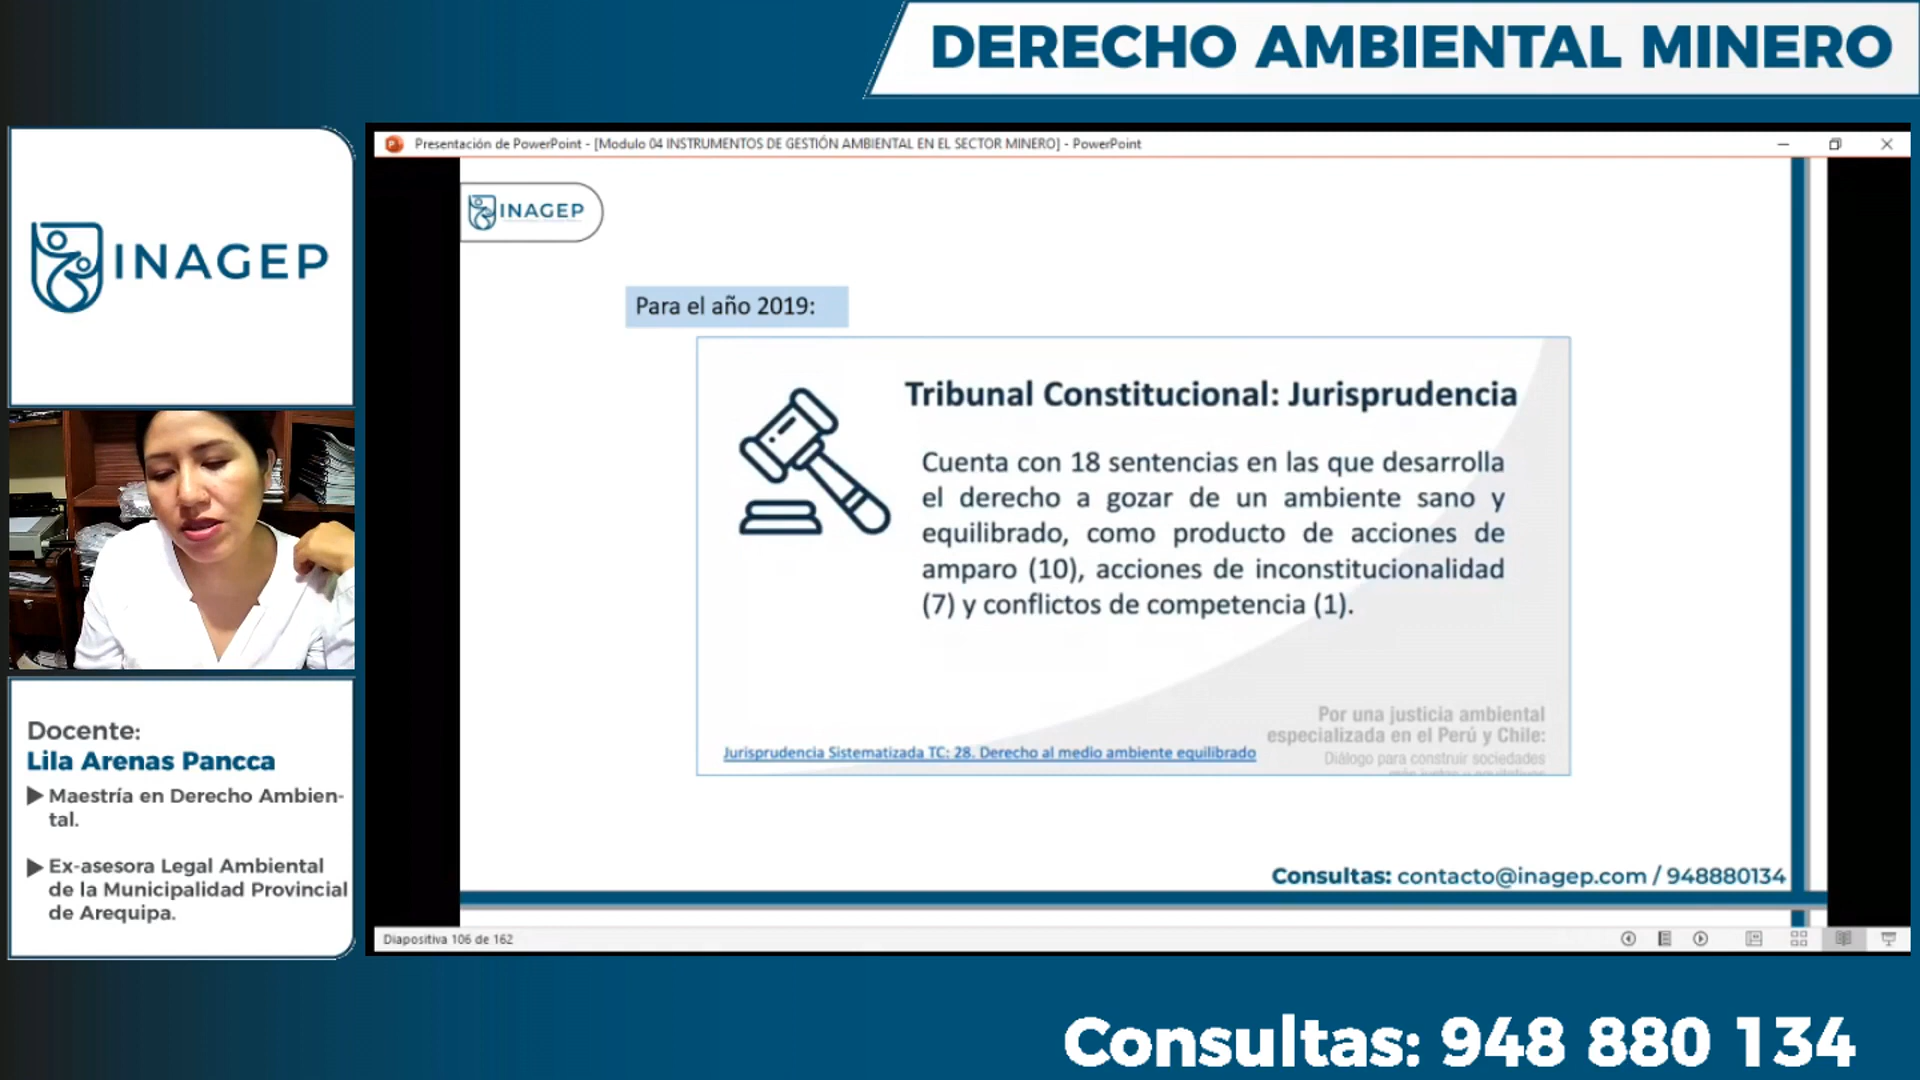 DERECHO AMBIENTAL MINERO
Presentación de PowerPoint - [Modulo 04 INSTRUMENTOS DE GESTIÓN AMBIENTAL EN EL SECTOR MINERO] - PowerPoint
INAGEP
INAGEP
Para el año 2019:
Tribunal Constitucional: Jurisprudencia
Cuenta con 18 sentencias en las que desarrolla
el derecho a gozar de un ambiente sano y
equilibrado, como producto de acciones de
amparo (10), acciones de inconstitucionalidad
(7) y conflictos de competencia (1).
Por una justicia ambiental
especializada en el Perú y Chile:
Diálogo para construir sociedades
Jurisprudencia Sistematizada TC: 28. Derecho al medio ambiente equilibrado
Consultas: contacto@inagep.com / 948880134
Diapositiva 106 de 162
Docente:
Lila Arenas Pancca
Maestría en Derecho Ambien-
tal.
Ex-asesora Legal Ambiental
de la Municipalidad Provincial
de Arequipa.
Consultas: 948 880 134